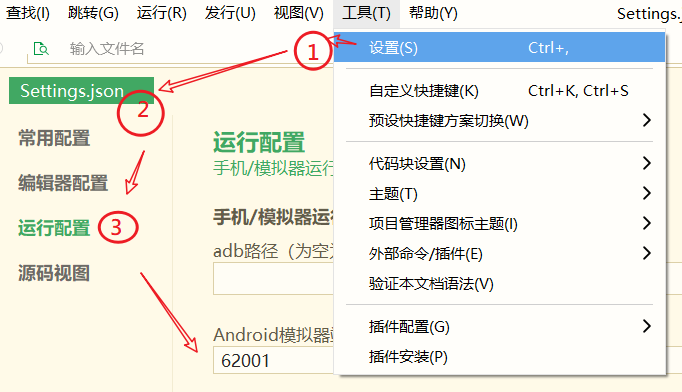 查找(I) 跳转(G) 运行(R) 发行(U) 视图(V) 工具(T) 帮助(Y) Settings.js
输入文件名
1
设置(S) Ctrl+,
Settings.json
2
自定义快捷键(K) Ctrl+K, Ctrl+S
预设快捷键方案切换(W)
代码块设置(N)
主题(T)
项目管理器图标主题(I)
外部命令/插件(E)
验证本文档语法(V)
插件配置(G)
插件安装(P)
常用配置
编辑器配置
运行配置 3
源码视图
运行配置
手机/模拟器运行
手机/模拟器运
adb路径（为空
Android模拟器
62001